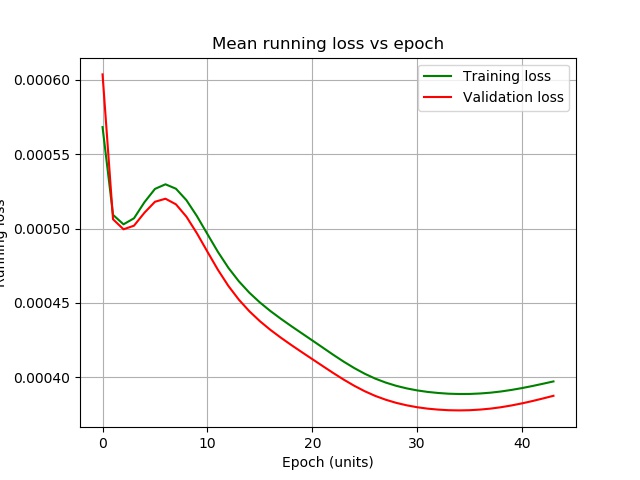 Mean running loss vs epoch
Training loss
Validation loss
0.00060
0.00055
0.00050
0.00045
0.00040
loss
0
10
20
30
40
Epoch (units)